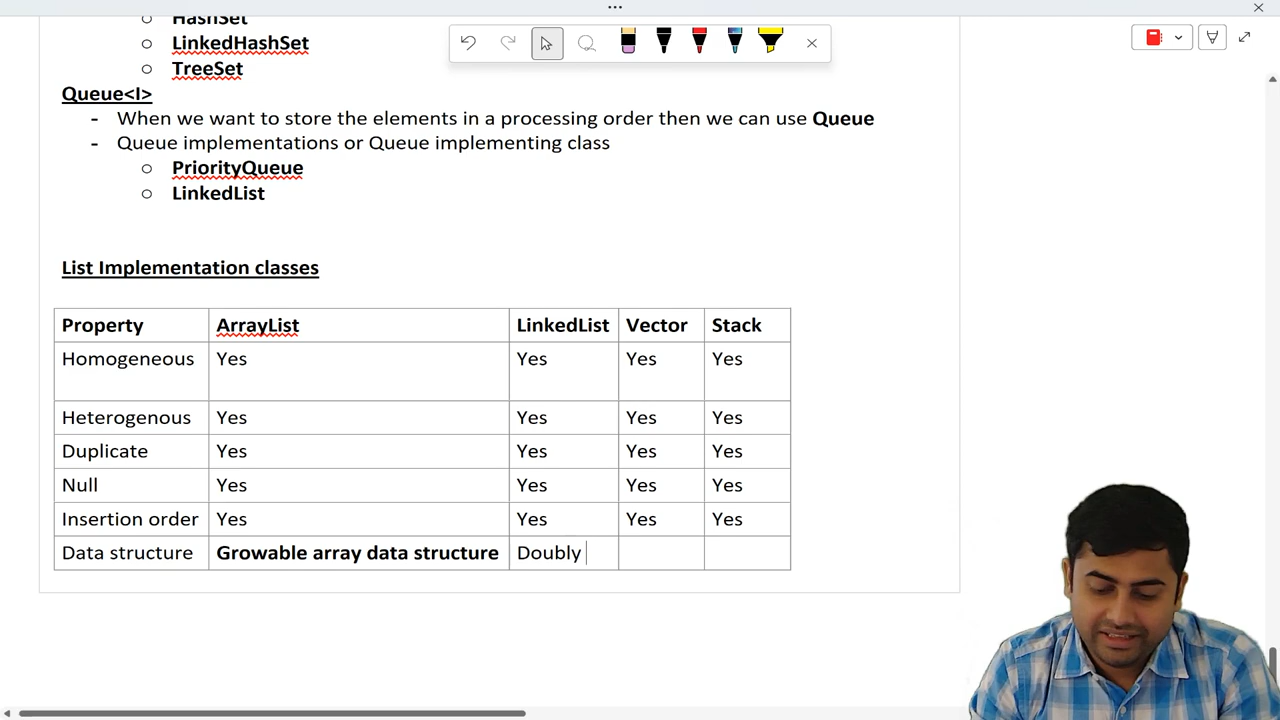 ○ HashSet
○ LinkedHashSet
○ TreeSet
Queue<I>
- When we want to store the elements in a processing order then we can use Queue
- Queue implementations or Queue implementing class
○ PriorityQueue
○ LinkedList
List Implementation classes
Property ArrayList LinkedList Vector Stack
Homogeneous Yes Yes Yes Yes
Heterogenous Yes Yes Yes Yes
Duplicate Yes Yes Yes Yes
Null Yes Yes Yes Yes
Insertion order Yes Yes Yes Yes
Data structure Growable array data structure Doubly